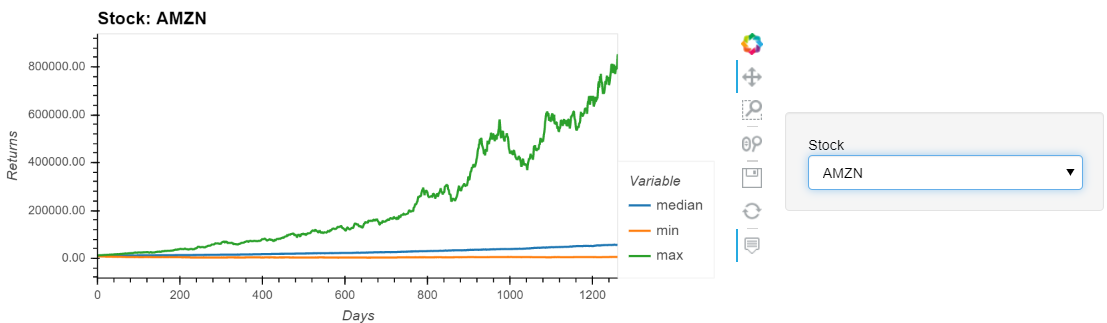 Stock: AMZN
Returns
800000.00
600000.00
400000.00
200000.00
0.00
0 200 400 600 800 1000 1200
Days
Variable
median
min
max
Stock
AMZN